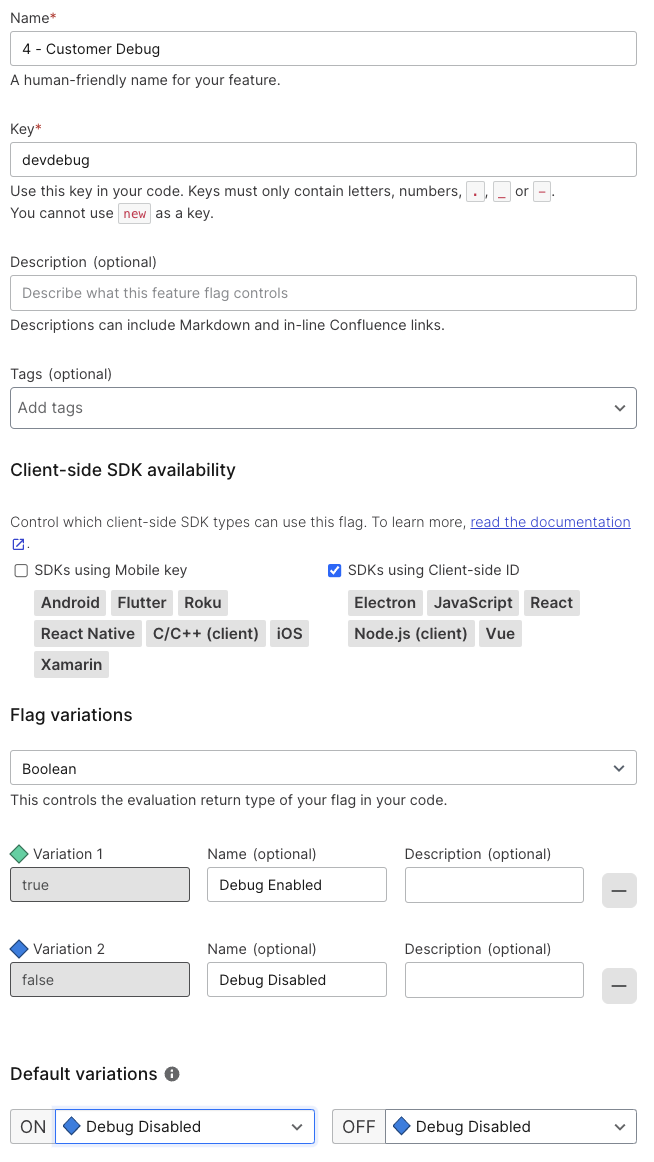 Name*
4 - Customer Debug
A human-friendly name for your feature.
Key*
devdebug
Use this key in your code. Keys must only contain letters, numbers, . , _ or - .
You cannot use new as a key.
Description (optional)
Describe what this feature flag controls
Descriptions can include Markdown and in-line Confluence links.
Tags (optional)
Add tags
Client-side SDK availability
Control which client-side SDK types can use this flag. To learn more, read the documentation
.
SDKs using Mobile key
Android Flutter Roku
React Native C/C++ (client) iOS
Xamarin
SDKs using Client-side ID
Electron JavaScript React
Node.js (client) Vue
Flag variations
Boolean
This controls the evaluation return type of your flag in your code.
Variation 1 Name (optional) Description (optional)
true Debug Enabled
Variation 2 Name (optional) Description (optional)
false Debug Disabled
Default variations
ON Debug Disabled OFF Debug Disabled